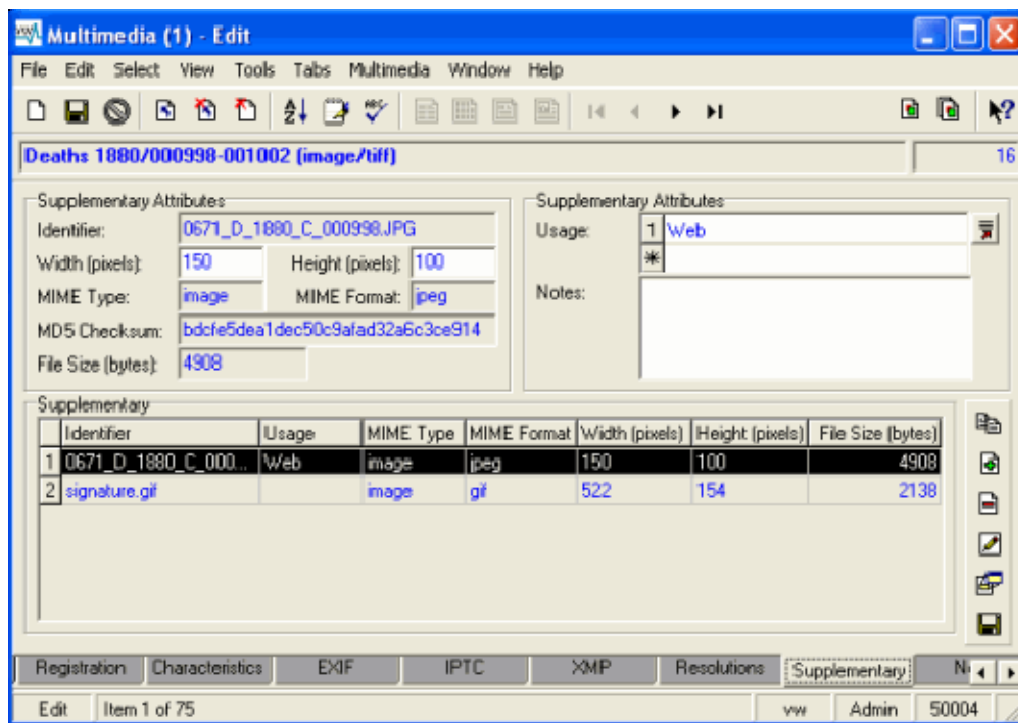 Multimedia (1) - Edit
File Edit Select View Tools Tabs Multimedia Window Help
Deaths 1880/000998-001002 (image/tiff) 16
Supplementary Attributes
Identifier: 0671_D_1880_C_000998.JPG
Width (pixels): 150 Height (pixels): 100
MIME Type: image MIME Format: jpeg
MD5 Checksum: bdcfe5dea1dec50c9afad32a6c3ce914
File Size (bytes): 4908
Supplementary Attributes
Usage: 1 Web
Notes:
Supplementary
Identifier Usage MIME Type MIME Format Width (pixels) Height (pixels) File Size (bytes)
1 0671_D_1880_C_000... Web image jpeg 150 100 4908
2 signature.gif image gif 522 154 2138
Registration Characteristics EXIF IPTC XMP Resolutions Supplementary
Edit Item 1 of 75 vw Admin 50004